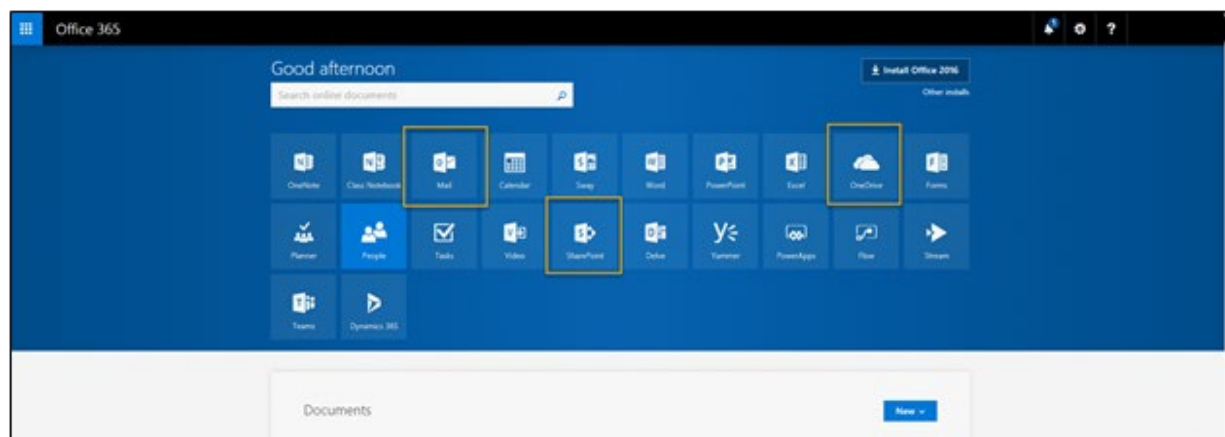 Office 365
1
?
Good afternoon
Install Office 2016
Search online documents
Other installs
OneNote Class Notebook Mail Calendar Sway Word PowerPoint Excel OneDrive Forms
Planner People Tasks Video SharePoint Delve Yammer PowerApps Flow Stream
Teams Dynamics 365
Documents
New